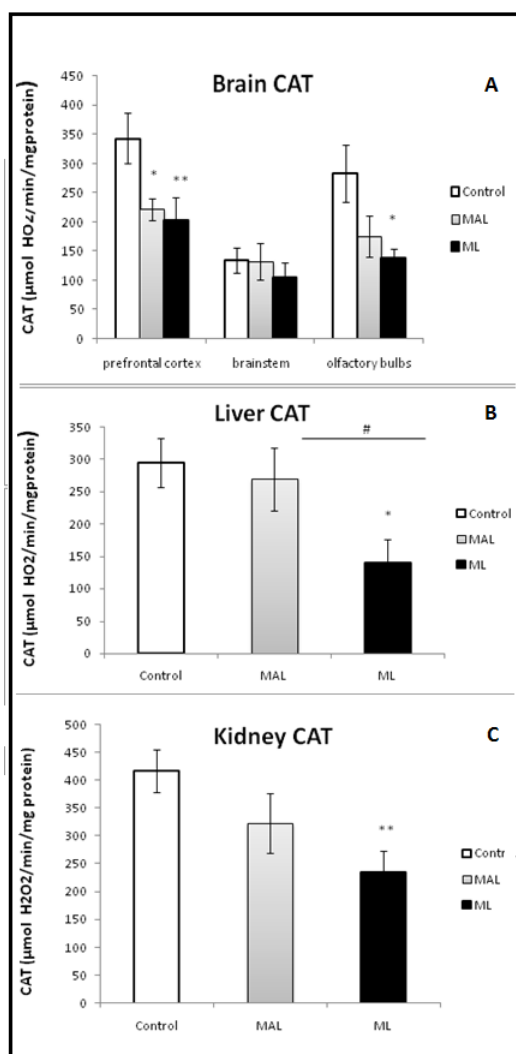 Brain CAT
A
CAT (µmol HO2/min/mgprotein)
450
400
350
300
250
200
150
100
50
0
*
**
*
prefrontal cortex
brainstem
olfactory bulbs
Control
MAL
ML
Liver CAT
B
CAT (µmol HO2/min/mgprotein)
350
300
250
200
150
100
50
0
#
*
Control
MAL
ML
Control
MAL
ML
Kidney CAT
C
CAT (µmol H2O2/min/mg protein)
500
450
400
350
300
250
200
150
100
50
0
**
Control
MAL
ML
Contr
MAL
ML